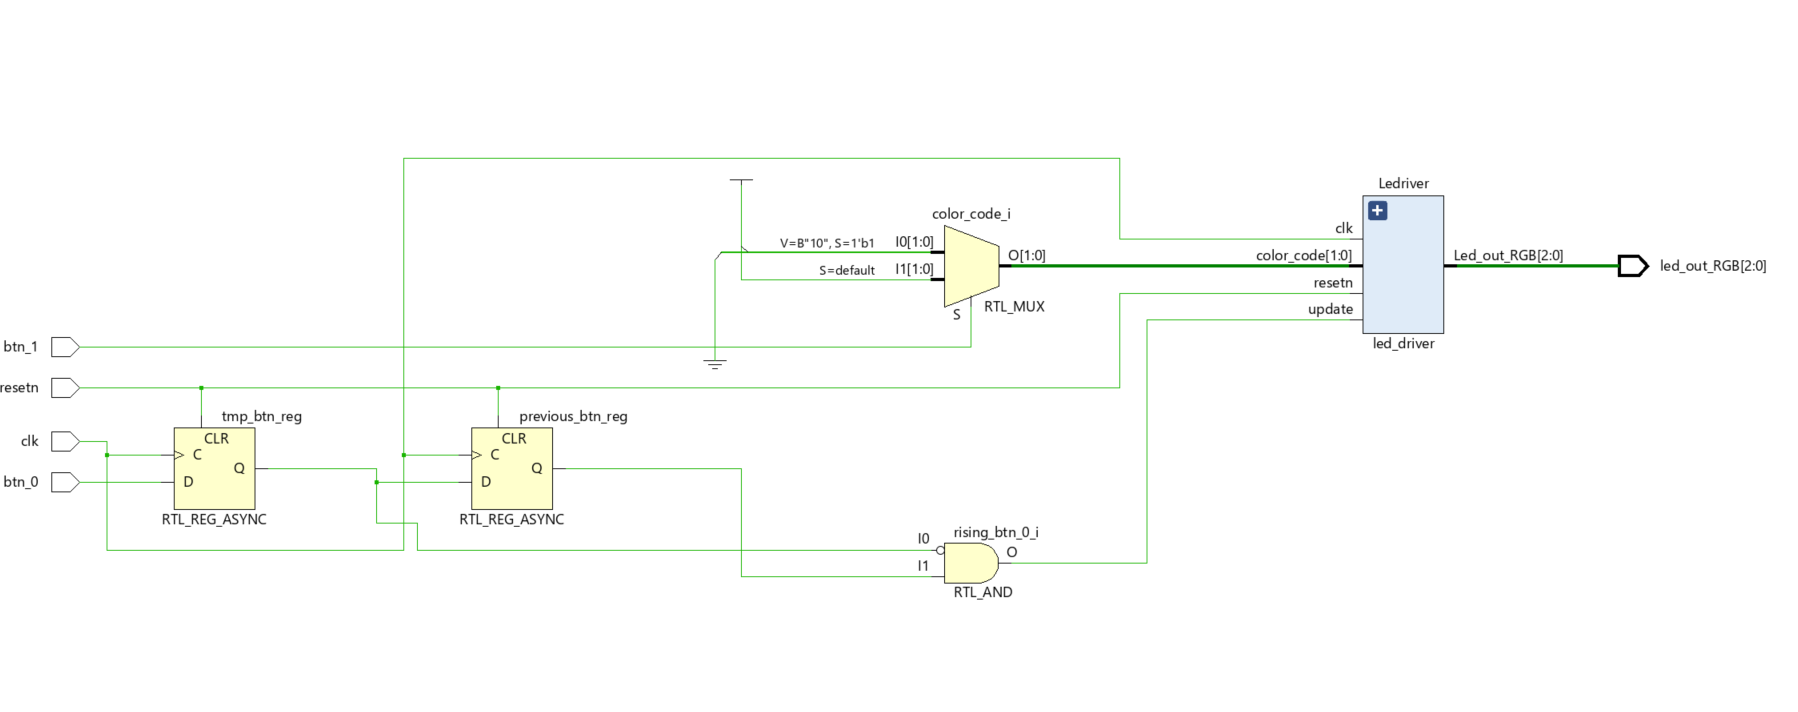 Ledriver
color_code_i
clk
V=B"10", S=1'b1
I0[1:0]
S=default
I1[1:0]
O[1:0]
color_code[1:0]
Led_out_RGB[2:0]
led_out_RGB[2:0]
resetn
S
RTL_MUX
update
btn_1
led_driver
resetn
tmp_btn_reg
previous_btn_reg
clk
CLR
C
Q
D
CLR
C
Q
D
btn_0
RTL_REG_ASYNC
RTL_REG_ASYNC
rising_btn_0_i
I0
O
I1
RTL_AND